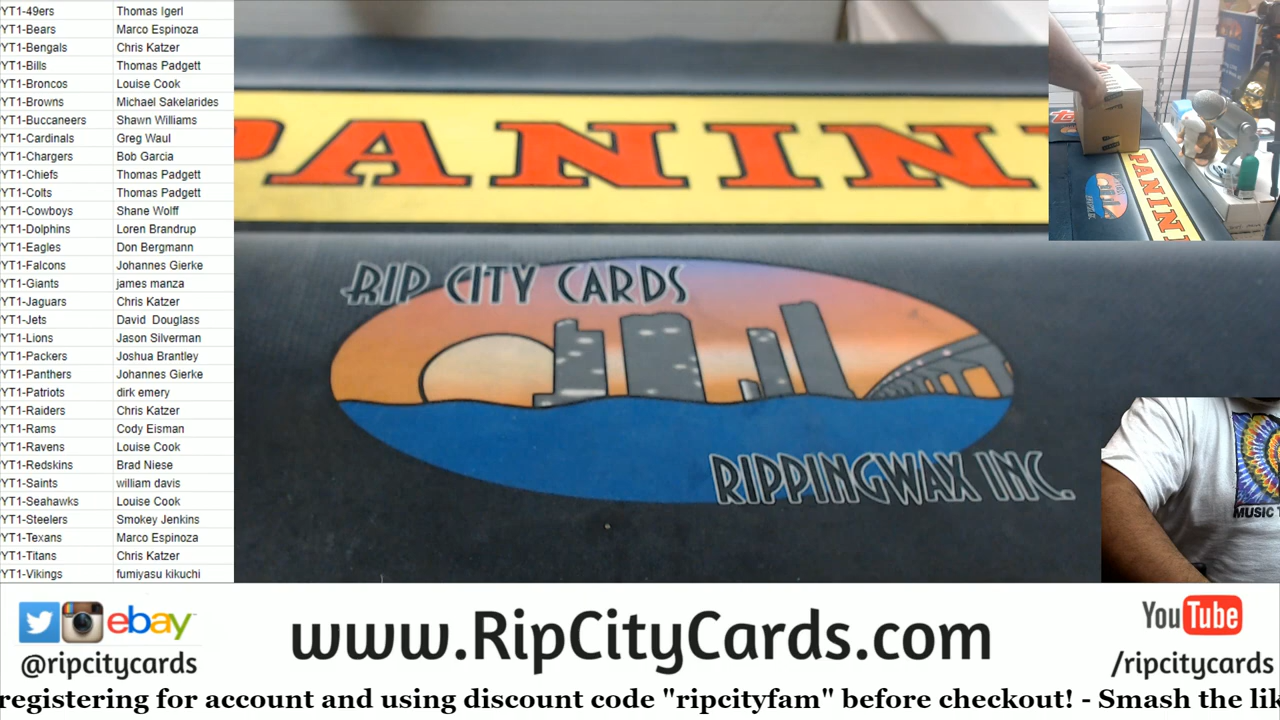 YT1-49ers Thomas Igerl
YT1-Bears Marco Espinoza
YT1-Bengals Chris Katzer
YT1-Bills Thomas Padgett
YT1-Broncos Louise Cook
YT1-Browns Michael Sakelarides
YT1-Buccaneers Shawn Williams
YT1-Cardinals Greg Waul
YT1-Chargers Bob Garcia
YT1-Chiefs Thomas Padgett
YT1-Colts Thomas Padgett
YT1-Cowboys Shane Wolff
YT1-Dolphins Loren Brandrup
YT1-Eagles Don Bergmann
YT1-Falcons Johannes Gierke
YT1-Giants james manza
YT1-Jaguars Chris Katzer
YT1-Jets David Douglass
YT1-Lions Jason Silverman
YT1-Packers Joshua Brantley
YT1-Panthers Johannes Gierke
YT1-Patriots dirk emery
YT1-Raiders Chris Katzer
YT1-Rams Cody Eisman
YT1-Ravens Louise Cook
YT1-Redskins Brad Niese
YT1-Saints william davis
YT1-Seahawks Louise Cook
YT1-Steelers Smokey Jenkins
YT1-Texans Marco Espinoza
YT1-Titans Chris Katzer
YT1-Vikings fumiyasu kikuchi
PANINI
RIP CITY CARDS
RIPPINGWAX INC.
PANINI
MUSIC T
ebay
@ripcitycards
www.RipCityCards.com
YouTube
/ripcitycards
registering for account and using discount code "ripcityfam" before checkout! - Smash the lik